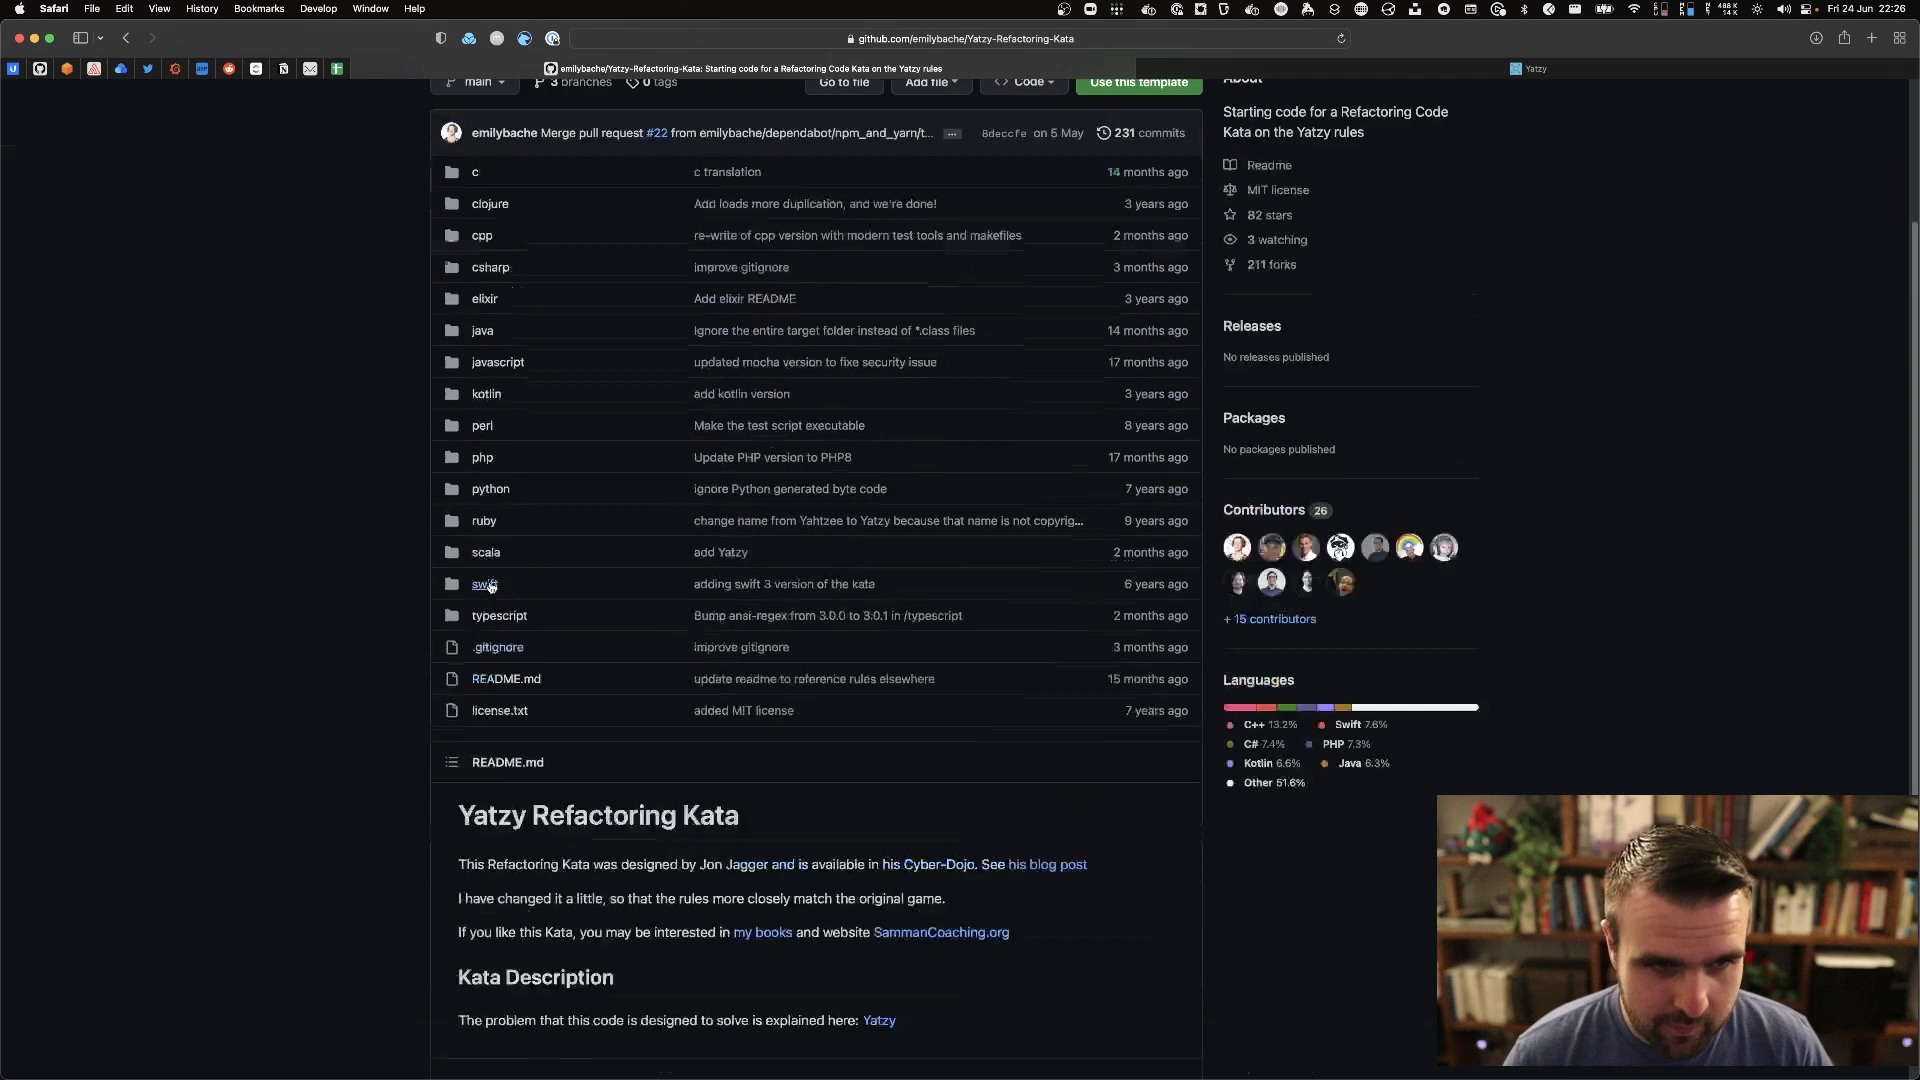 Safari File Edit View History Bookmarks Develop Window Help
Fri 24 Jun 22:26
github.com/emilybache/Yatzy-Refactoring-Kata
emilybache/Yatzy-Refactoring-Kata: Starting code for a Refactoring Code Kata on the Yatzy rules
Yatzy
main 3 branches 0 tags Go to file Add file Code Use this template
emilybache Merge pull request #22 from emilybache/dependabot/npm_and_yarn/t... 8deccfe on 5 May 231 commits
c c translation 14 months ago
clojure Add loads more duplication, and we're done! 3 years ago
cpp re-write of cpp version with modern test tools and makefiles 2 months ago
csharp improve gitignore 3 months ago
elixir Add elixir README 3 years ago
java Ignore the entire target folder instead of *.class files 14 months ago
javascript updated mocha version to fixe security issue 17 months ago
kotlin add kotlin version 3 years ago
perl Make the test script executable 8 years ago
php Update PHP version to PHP8 17 months ago
python ignore Python generated byte code 7 years ago
ruby change name from Yahtzee to Yatzy because that name is not copyrig... 9 years ago
scala add Yatzy 2 months ago
swift adding swift 3 version of the kata 6 years ago
typescript Bump ansi-regex from 3.0.0 to 3.0.1 in /typescript 2 months ago
.gitignore improve gitignore 3 months ago
README.md update readme to reference rules elsewhere 15 months ago
license.txt added MIT license 7 years ago
README.md
Yatzy Refactoring Kata
This Refactoring Kata was designed by Jon Jagger and is available in his Cyber-Dojo. See his blog post
I have changed it a little, so that the rules more closely match the original game.
If you like this Kata, you may be interested in my books and website SammanCoaching.org
Kata Description
The problem that this code is designed to solve is explained here: Yatzy
About
Starting code for a Refactoring Code
Kata on the Yatzy rules
Readme
MIT license
82 stars
3 watching
211 forks
Releases
No releases published
Packages
No packages published
Contributors 26
+ 15 contributors
Languages
C++ 13.2% Swift 7.6%
C# 7.4% PHP 7.3%
Kotlin 6.6% Java 6.3%
Other 51.6%